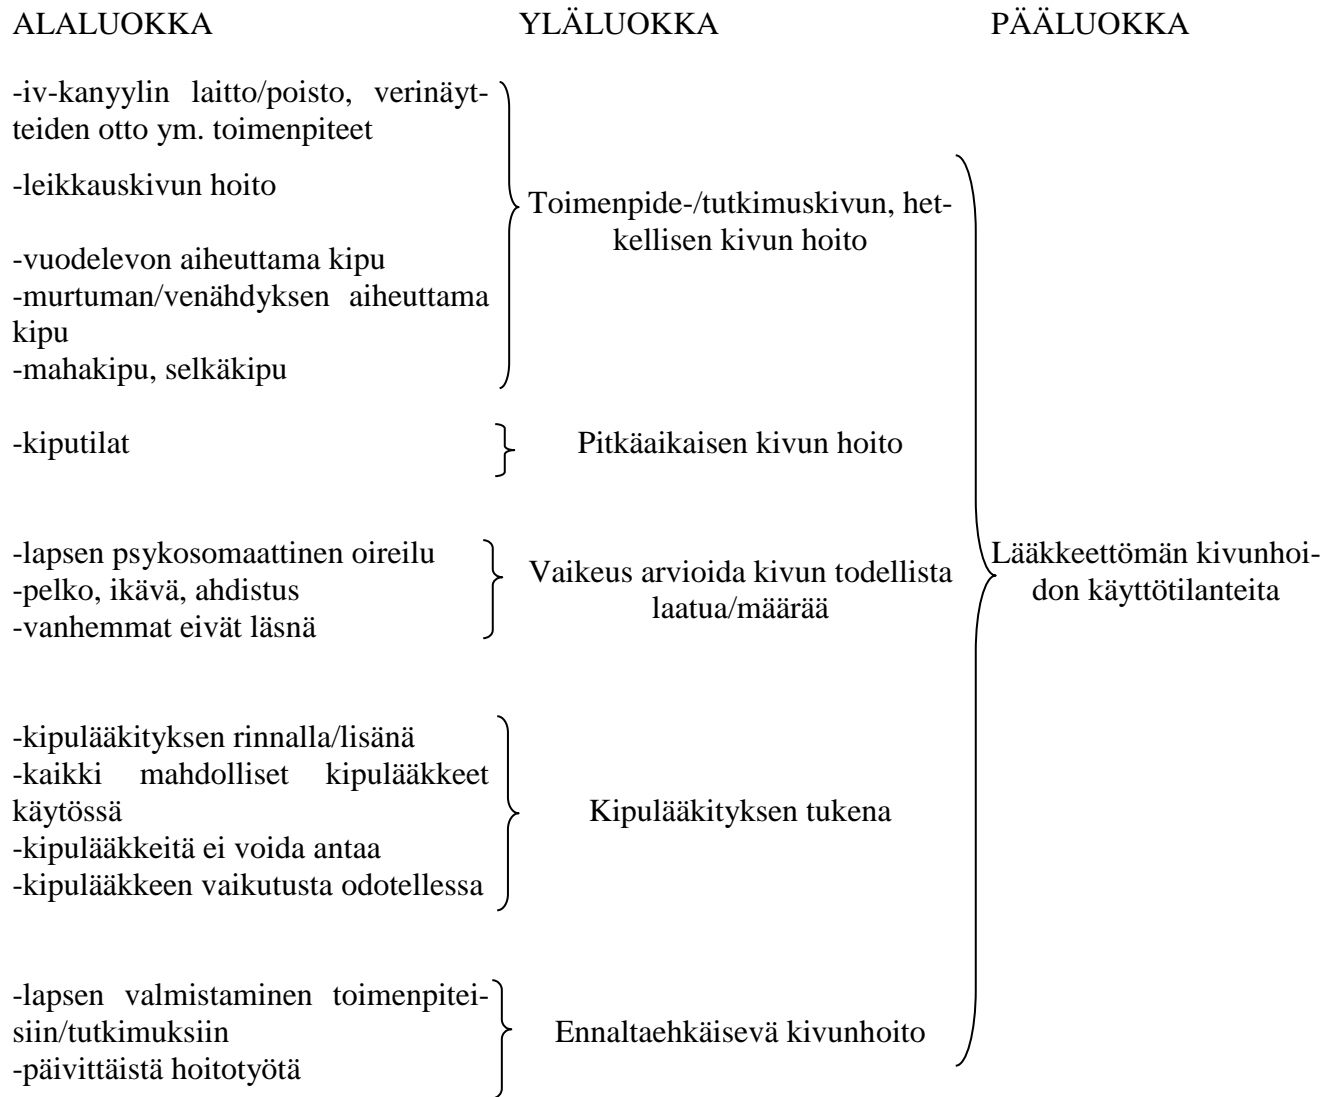 ALALUOKKA YLÄLUOKKA PÄÄLUOKKA
-iv-kanyylin laitto/poisto, verinäyt-
teiden otto ym. toimenpiteet
-leikkauskivun hoito
-vuodelevon aiheuttama kipu
-murtuman/venähdyksen aiheuttama
kipu
-mahakipu, selkäkipu
Toimenpide-/tutkimuskivun, het-
kellisen kivun hoito
-kiputilat
Pitkäaikaisen kivun hoito
-lapsen psykosomaattinen oireilu
-pelko, ikävä, ahdistus
-vanhemmat eivät läsnä
Vaikeus arvioida kivun todellista
laatua/määrää
-kipulääkityksen rinnalla/lisänä
-kaikki mahdolliset kipulääkkeet
käytössä
-kipulääkkeitä ei voida antaa
-kipulääkkeen vaikutusta odotellessa
Kipulääkityksen tukena
-lapsen valmistaminen toimenpitei-
siin/tutkimuksiin
-päivittäistä hoitotyötä
Ennaltaehkäisevä kivunhoito
Lääkkeettömän kivunhoi-
don käyttötilanteita